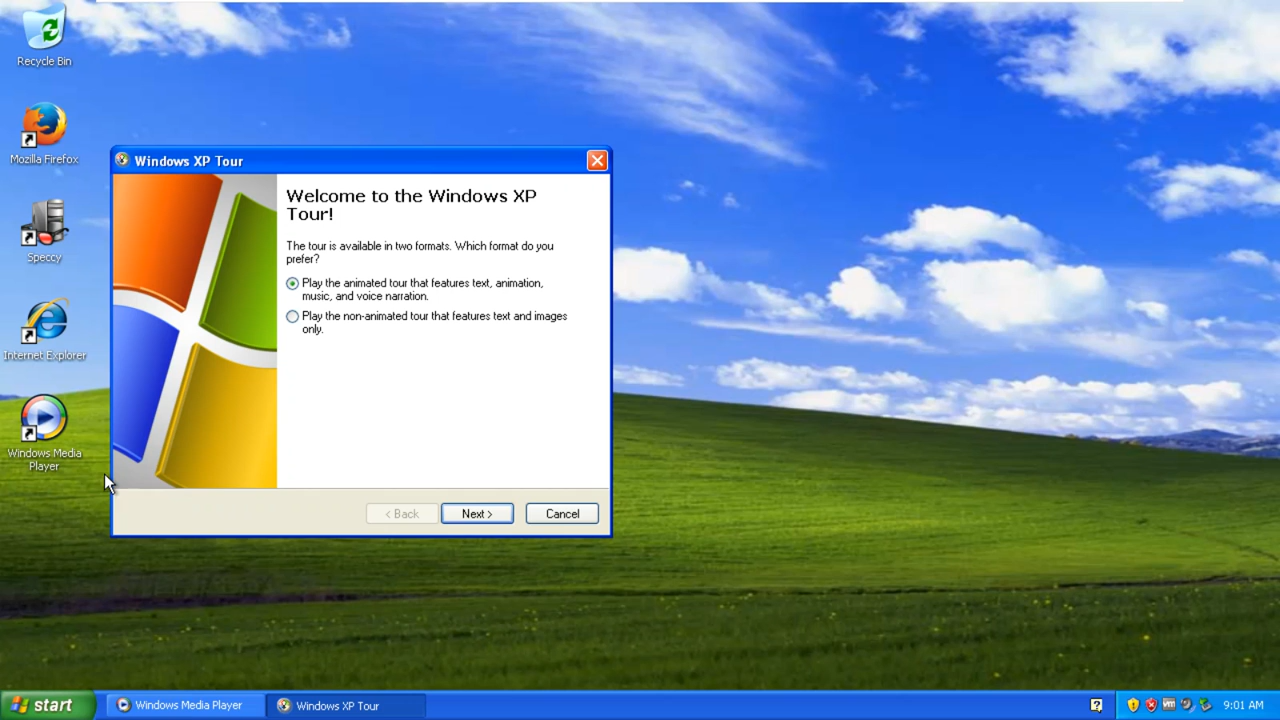 Recycle Bin
Mozilla Firefox
Speccy
Internet Explorer
Windows Media
Player
Windows XP Tour
Welcome to the Windows XP
Tour!
The tour is available in two formats. Which format do you
prefer?
Play the animated tour that features text, animation,
music, and voice narration.
Play the non-animated tour that features text and images
only.
< Back
Next >
Cancel
start
Windows Media Player
Windows XP Tour
9:01 AM